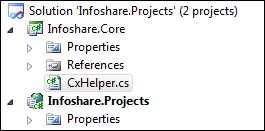 Solution 'Infoshare.Projects' (2 projects)
Infoshare.Core
Properties
References
CxHelper.cs
Infoshare.Projects
Properties